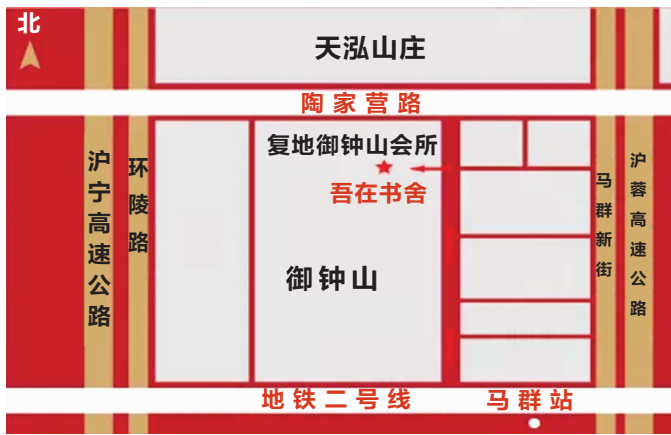 北
天泓山庄
陶家营路
复地御钟山会所
吾在书舍
沪宁高速公路
环陵路
御钟山
马群新街
沪蓉高速公路
地铁二号线
马群站